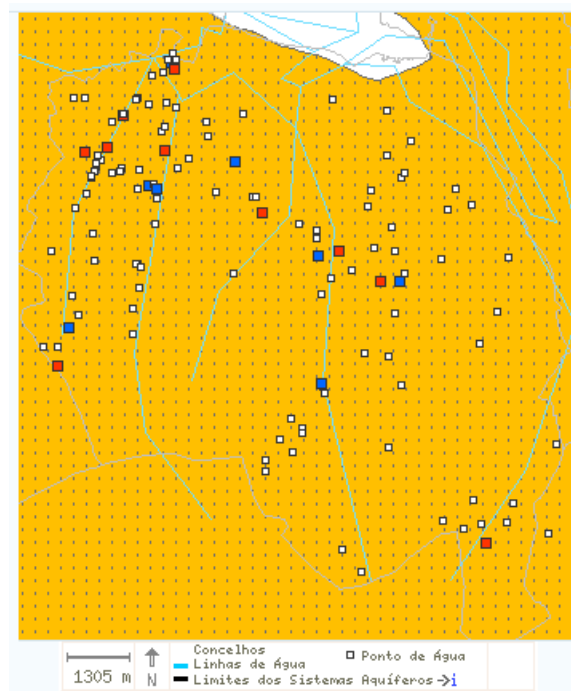 Concelhos
Linhas de Água
Limites dos Sistemas Aquíferos ->i
Ponto de Água
1305 m
N